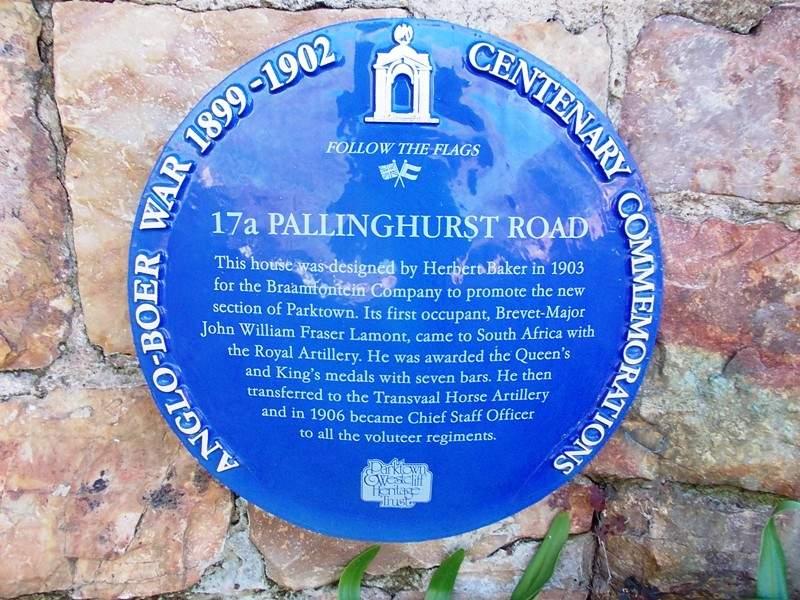 ANGLO-BOER WAR 1899-1902
CENTENARY COMMEMORATIONS
FOLLOW THE FLAGS
17a PALLINGHURST ROAD
This house was designed by Herbert Baker in 1903
for the Braamfontein Company to promote the new
section of Parktown. Its first occupant, Brevet-Major
John William Fraser Lamont, came to South Africa with
the Royal Artillery. He was awarded the Queen's
and King's medals with seven bars. He then
transferred to the Transvaal Horse Artillery
and in 1906 became Chief Staff Officer
to all the voluteer regiments.
Parktown
& Westcliff
Heritage
Trust